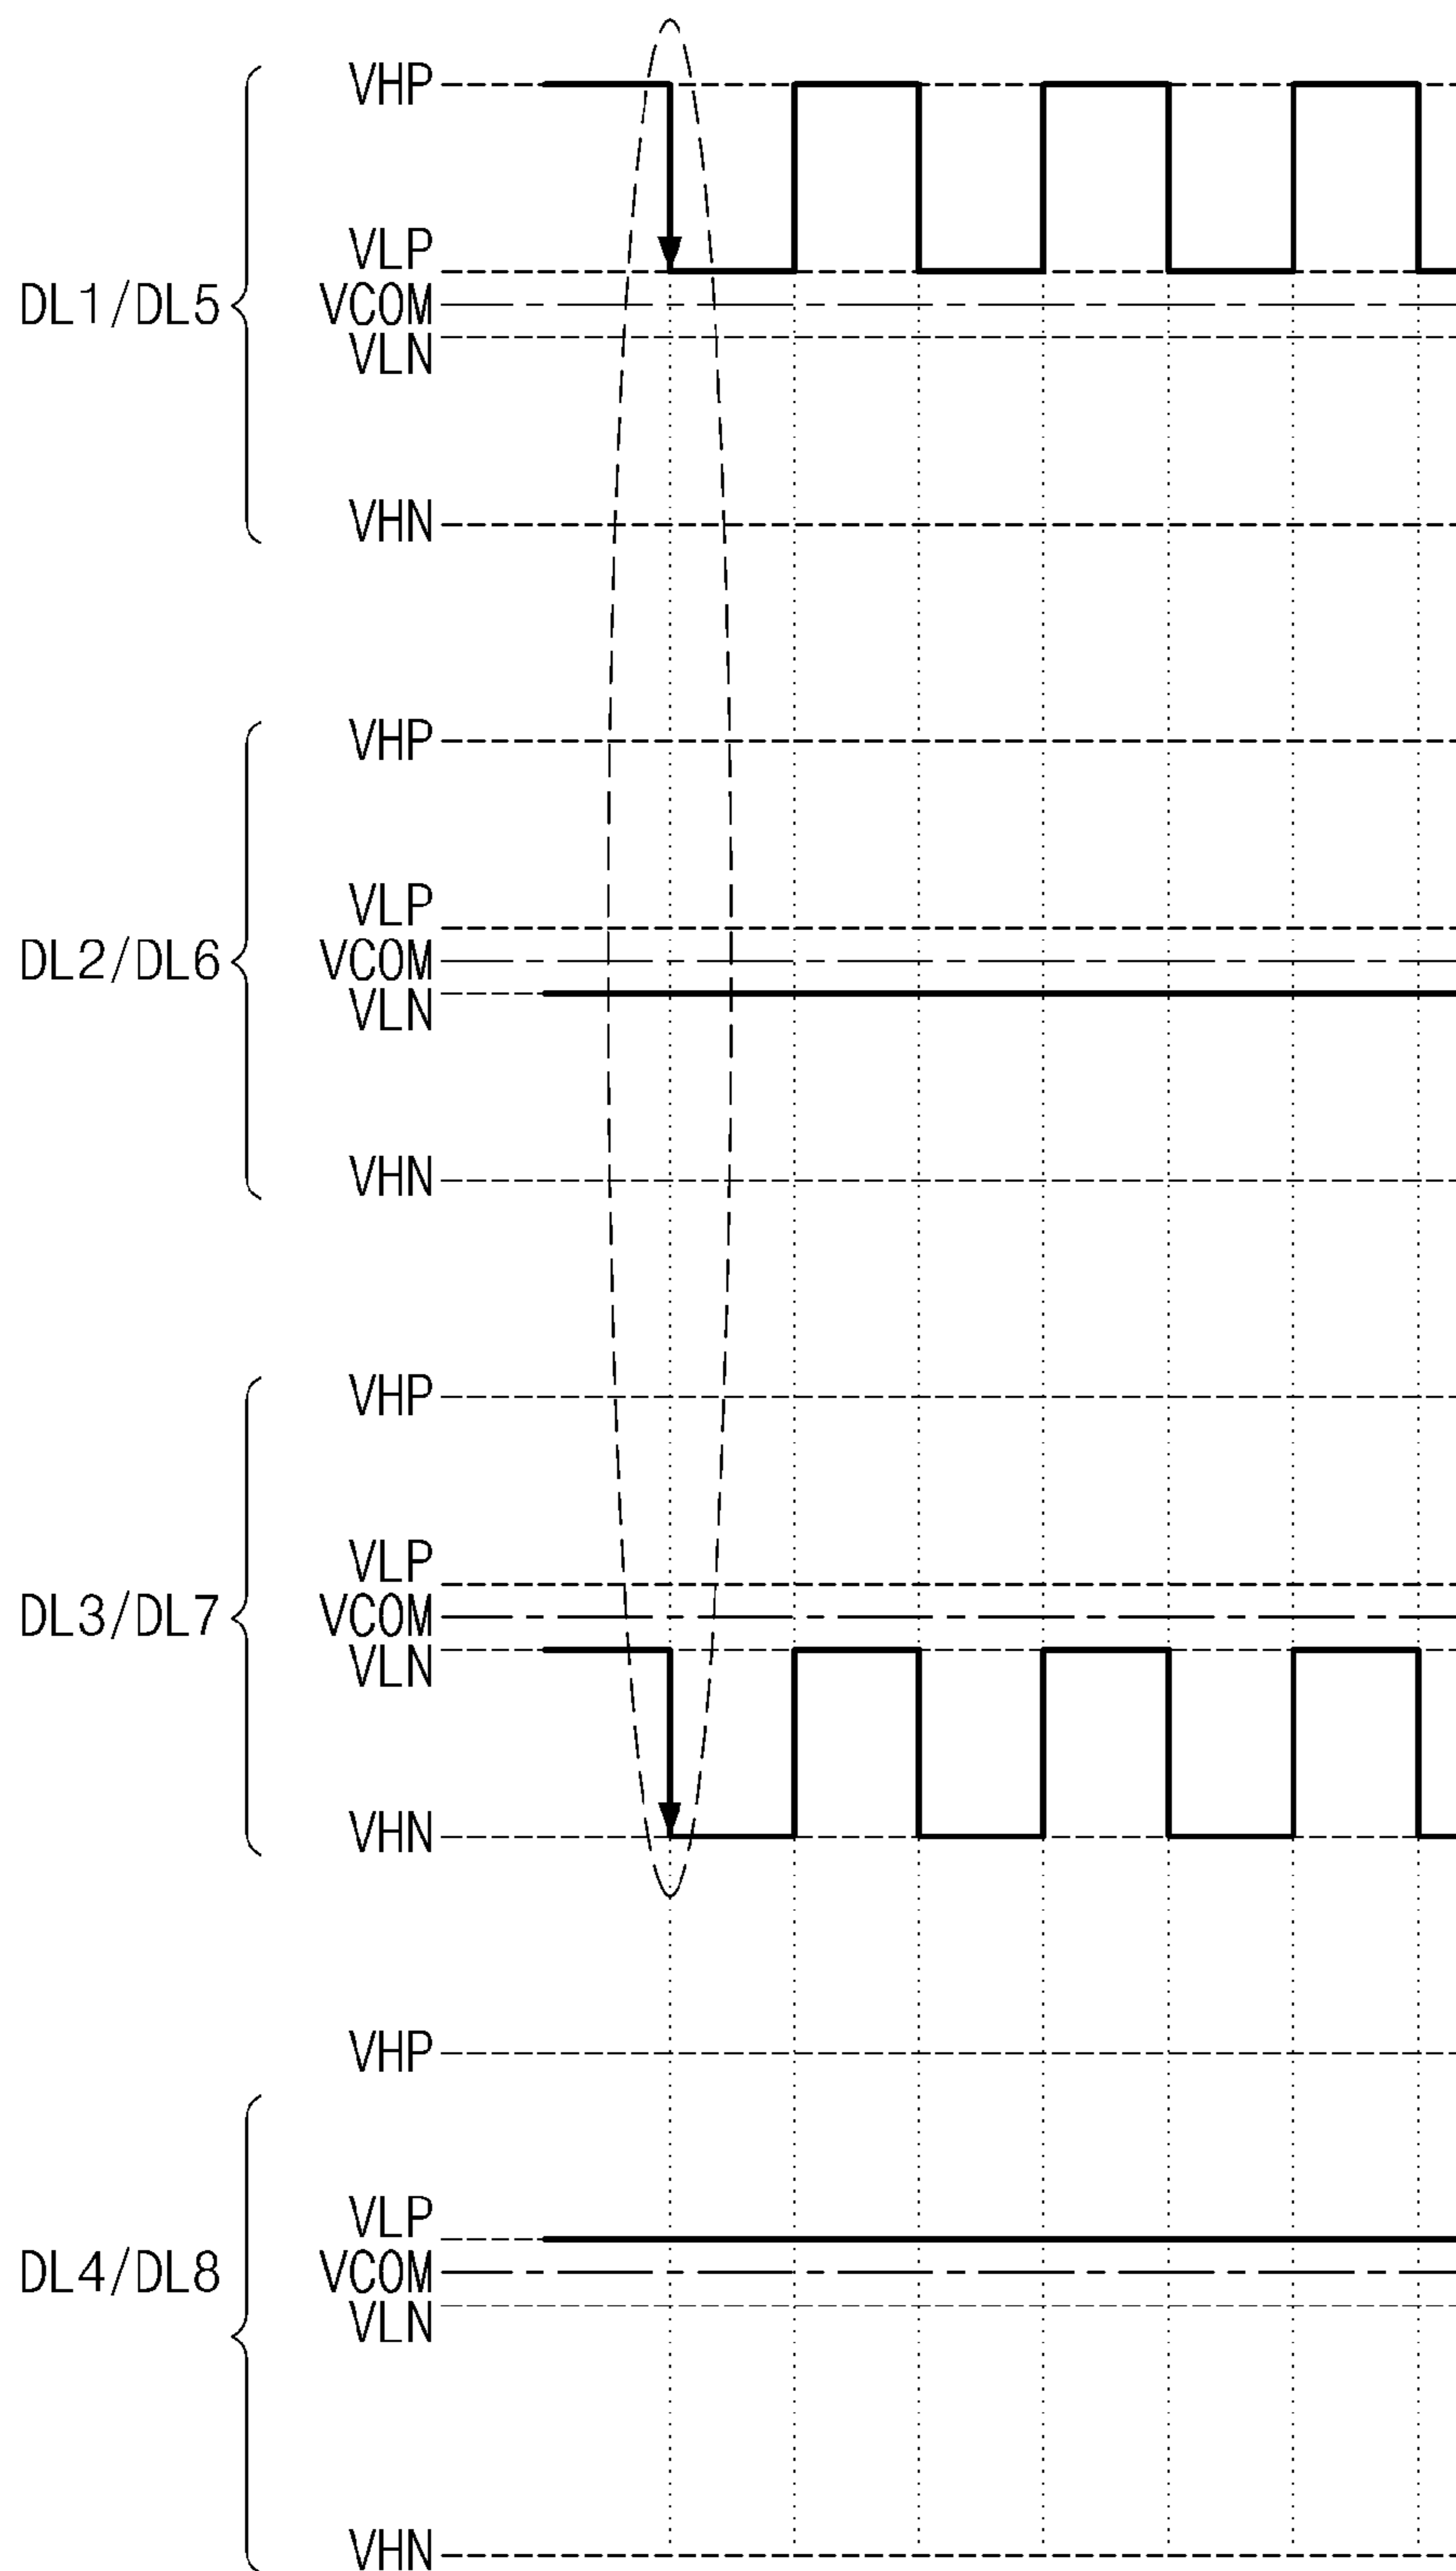 VHP
VLP
DL1/DL5
VCOM
VLN
VHN
VHP
VLP
DL2/DL6
VCOM
VLN
VHN
VHP
VLP
DL3/DL7
VCOM
VLN
VHN
VHP
VLP
DL4/DL8
VCOM
VLN
VHN